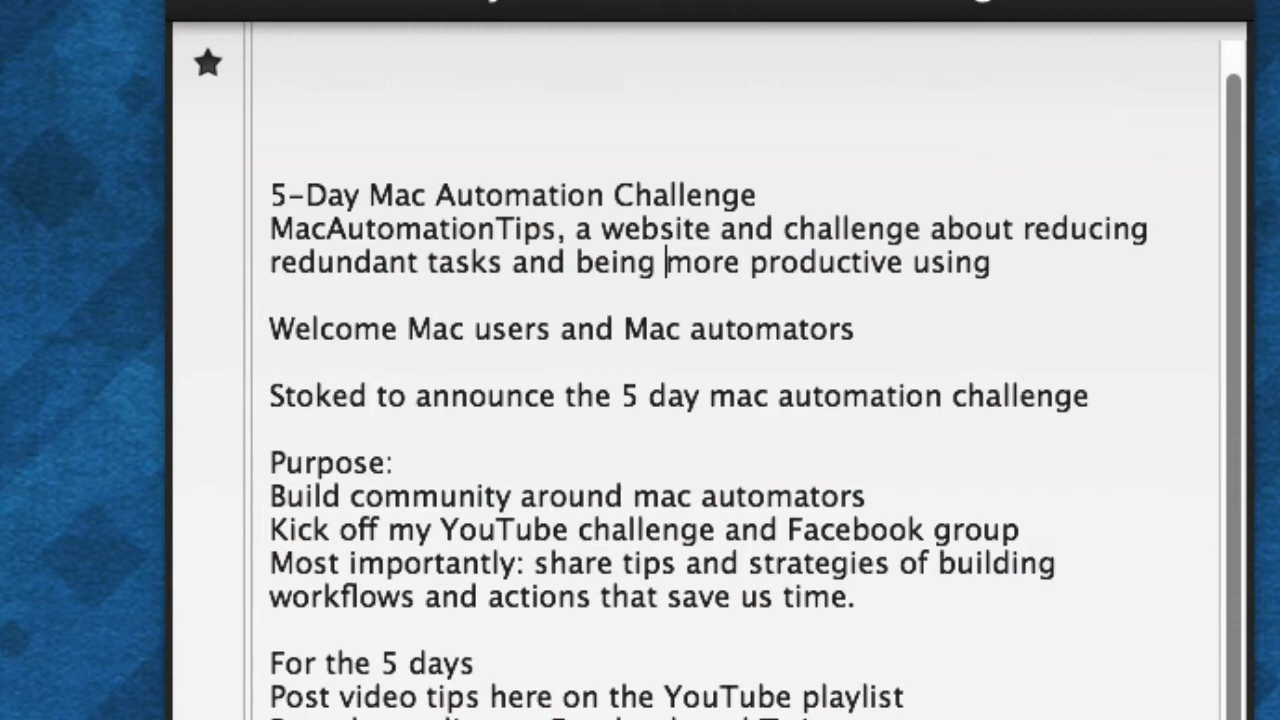 5-Day Mac Automation Challenge
MacAutomationTips, a website and challenge about reducing
redundant tasks and being more productive using
Welcome Mac users and Mac automators
Stoked to announce the 5 day mac automation challenge
Purpose:
Build community around mac automators
Kick off my YouTube challenge and Facebook group
Most importantly: share tips and strategies of building
workflows and actions that save us time.
For the 5 days
Post video tips here on the YouTube playlist